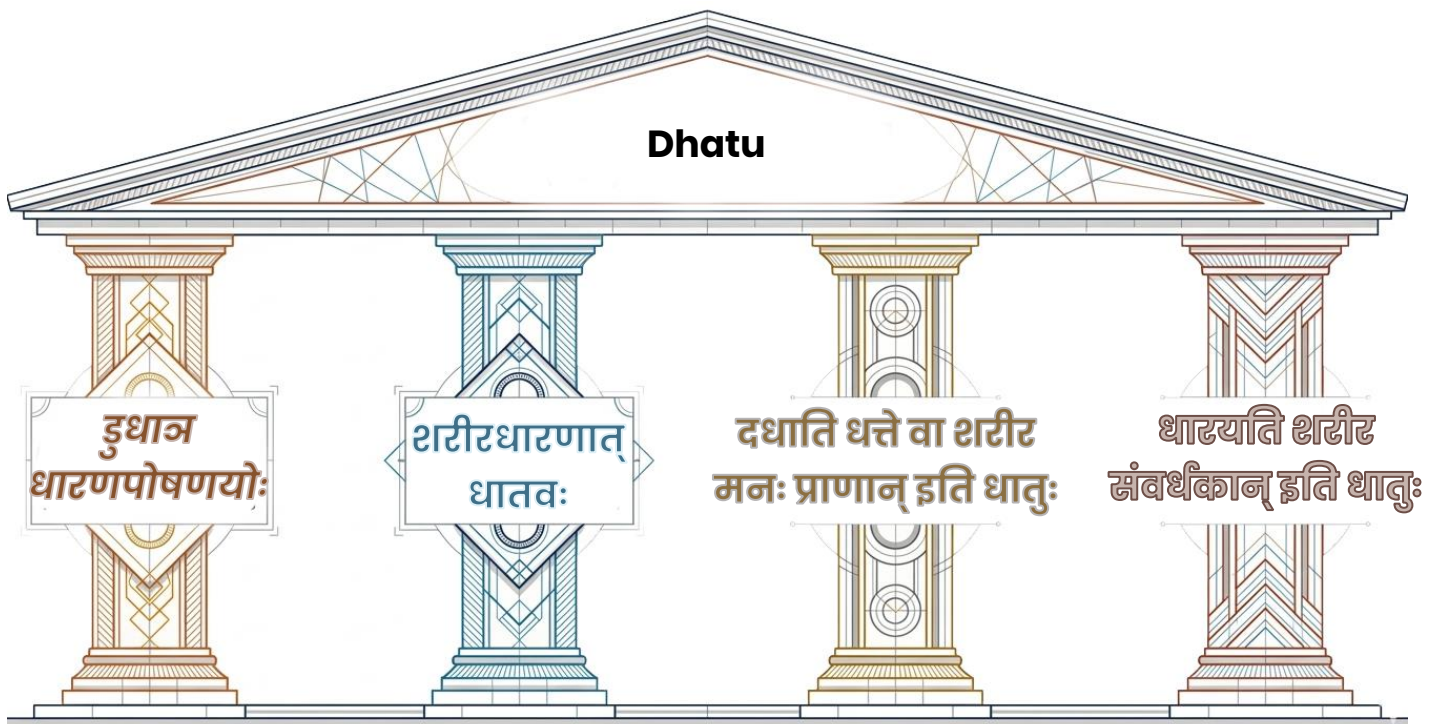 Dhatu
डुधाञ
धारणपोषणयोः
शरीरधारणात्
धातवः
दधाति धत्ते वा शरीर
मनः प्राणान् इति धातुः
धारयति शरीर
संवर्धकान् इति धातुः